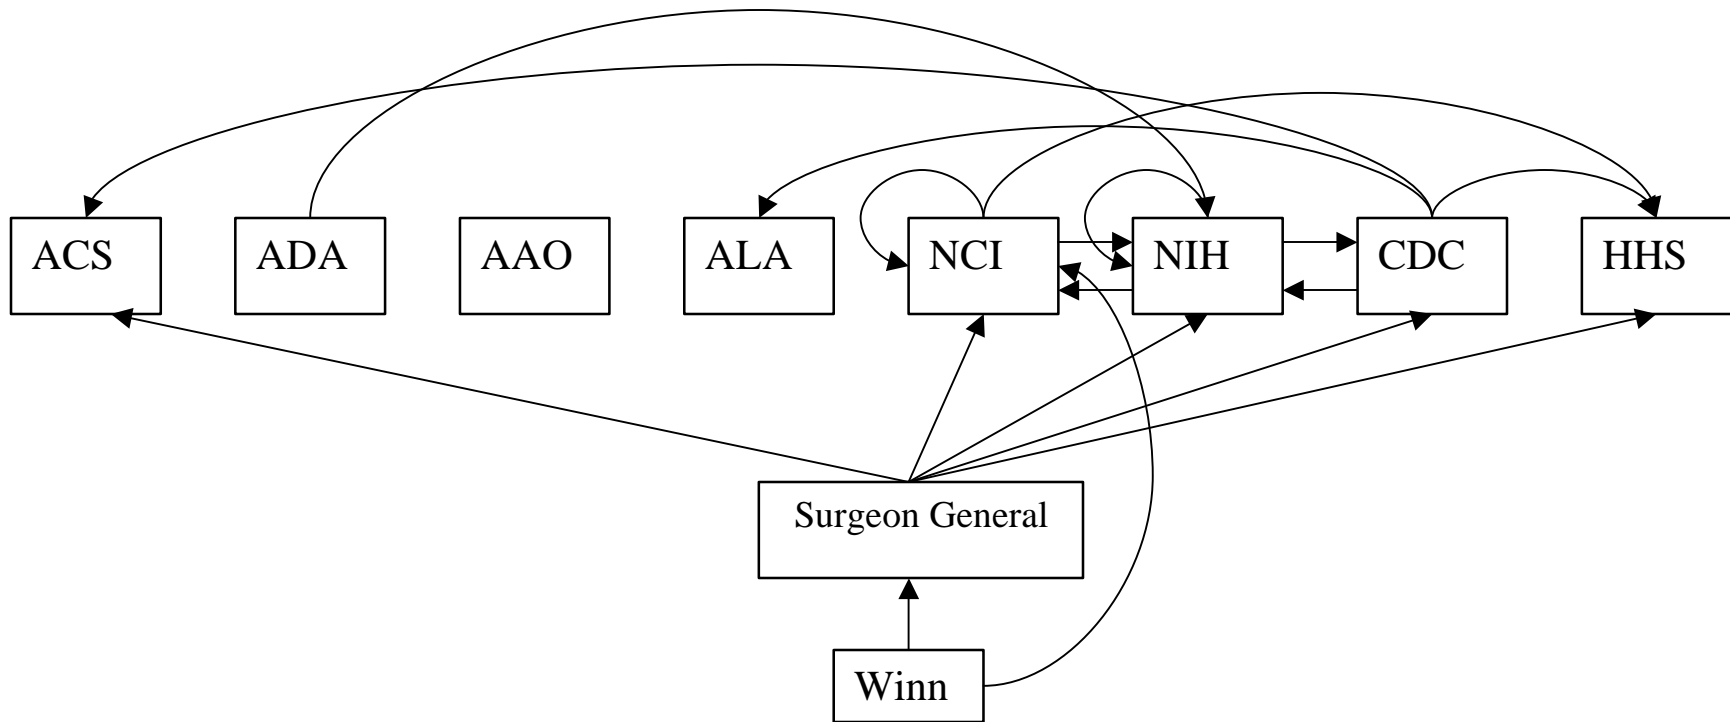 ACS
ADA
AAO
ALA
NCI
NIH
CDC
HHS
Surgeon General
Winn